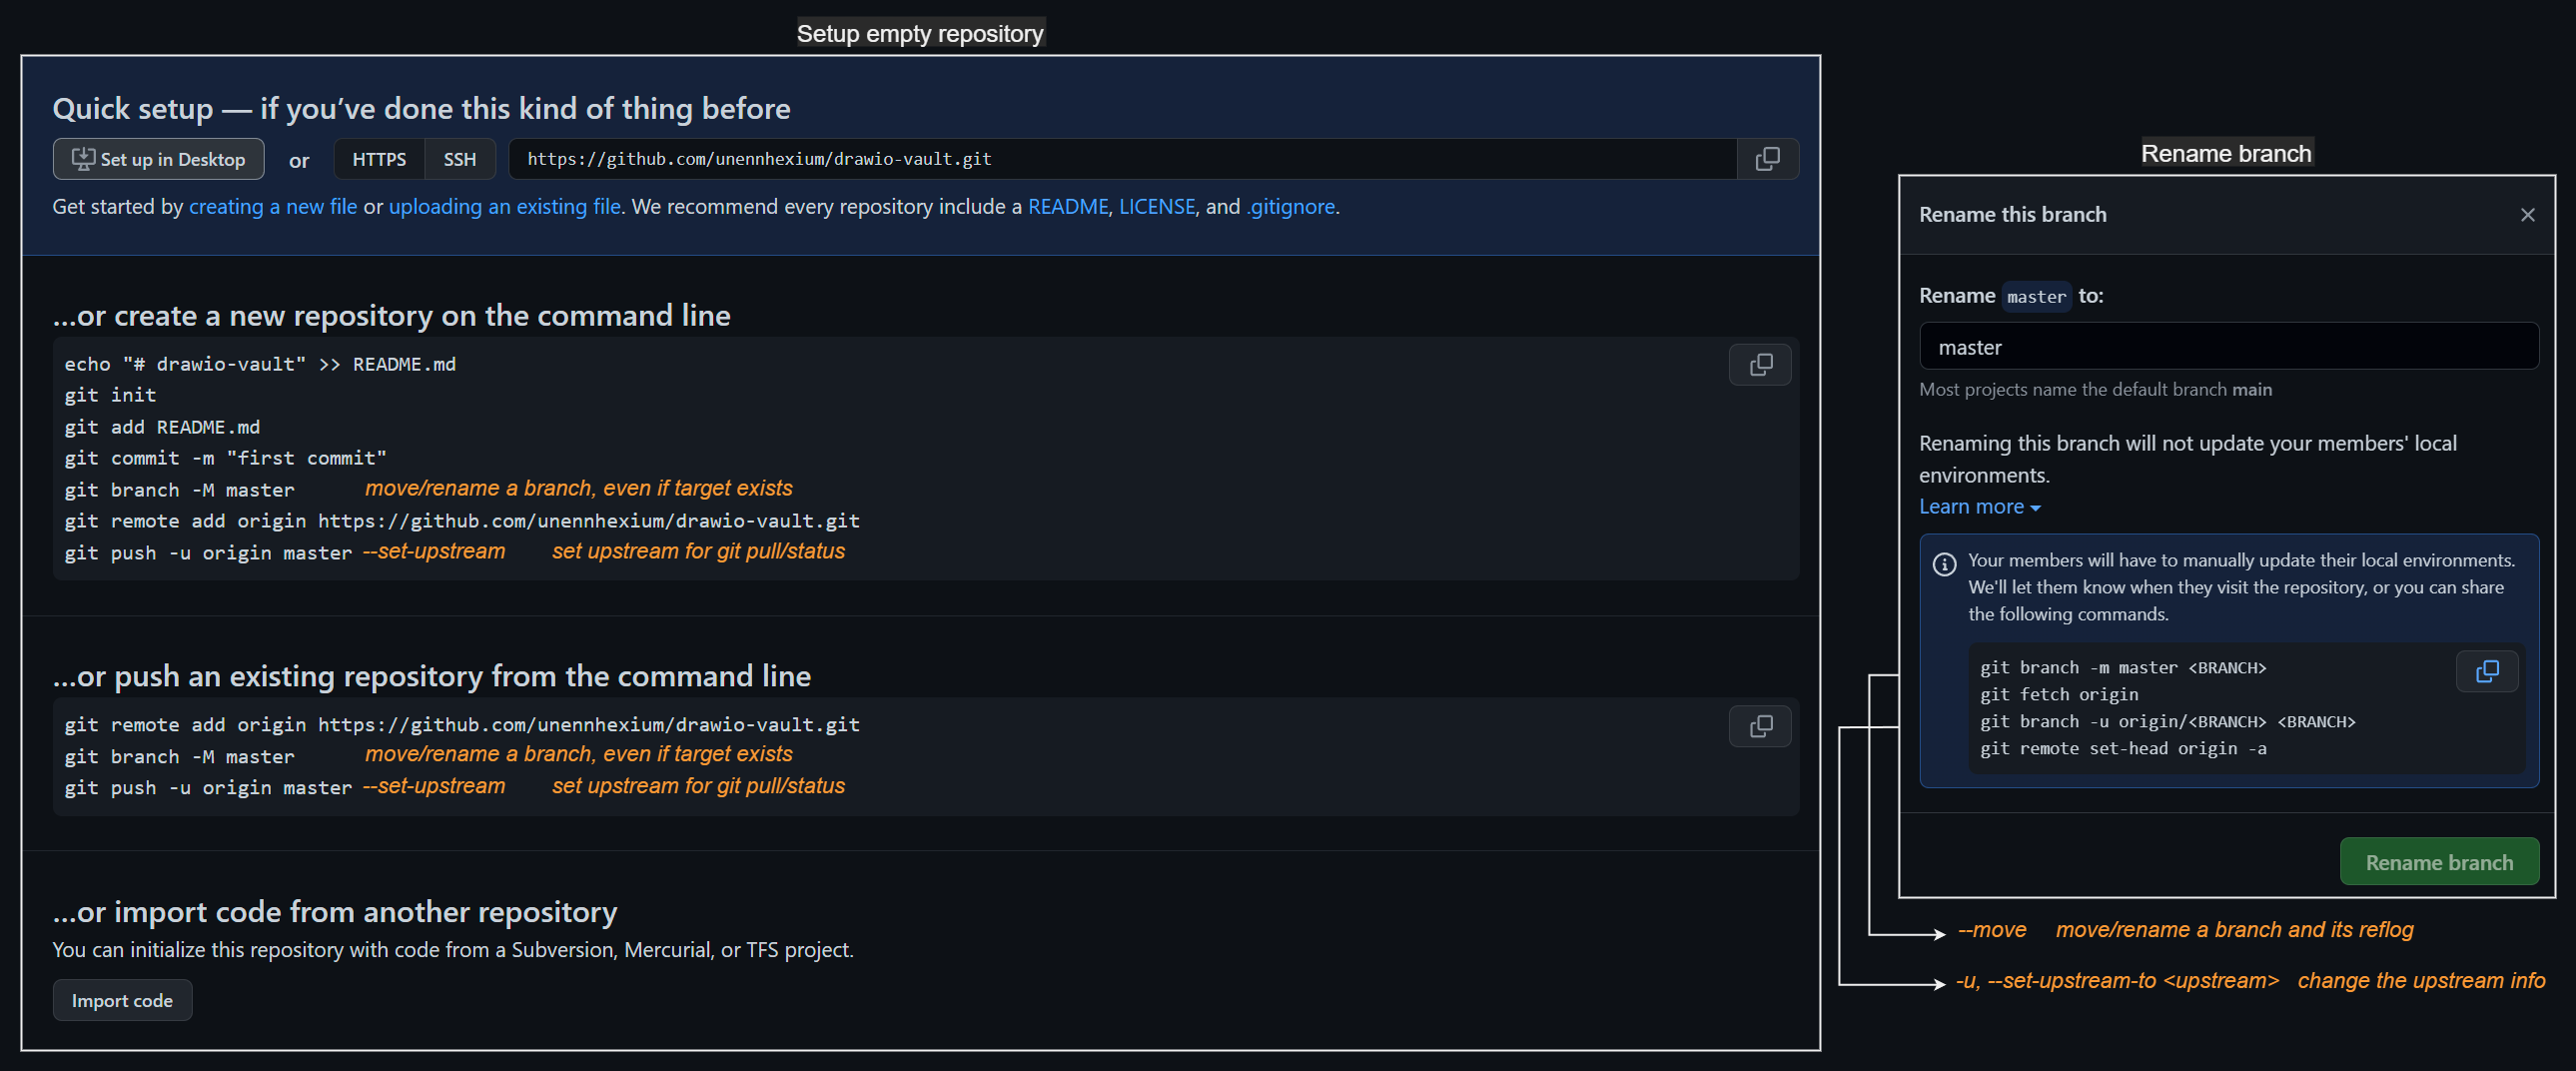 Setup empty repository
Quick setup — if you’ve done this kind of thing before
Set up in Desktop or HTTPS SSH https://github.com/unennhexium/drawio-vault.git
Get started by creating a new file or uploading an existing file. We recommend every repository include a README, LICENSE, and .gitignore.
...or create a new repository on the command line
echo "# drawio-vault" >> README.md
git init
git add README.md
git commit -m "first commit"
git branch -M master move/rename a branch, even if target exists
git remote add origin https://github.com/unennhexium/drawio-vault.git
git push -u origin master --set-upstream set upstream for git pull/status
...or push an existing repository from the command line
git remote add origin https://github.com/unennhexium/drawio-vault.git
git branch -M master move/rename a branch, even if target exists
git push -u origin master --set-upstream set upstream for git pull/status
...or import code from another repository
You can initialize this repository with code from a Subversion, Mercurial, or TFS project.
Import code
Rename branch
Rename this branch
Rename master to:
master
Most projects name the default branch main
Renaming this branch will not update your members' local
environments.
Learn more
Your members will have to manually update their local environments.
We'll let them know when they visit the repository, or you can share
the following commands.
git branch -m master <BRANCH>
git fetch origin
git branch -u origin/<BRANCH> <BRANCH>
git remote set-head origin -a
Rename branch
--move move/rename a branch and its reflog
-u, --set-upstream-to <upstream> change the upstream info